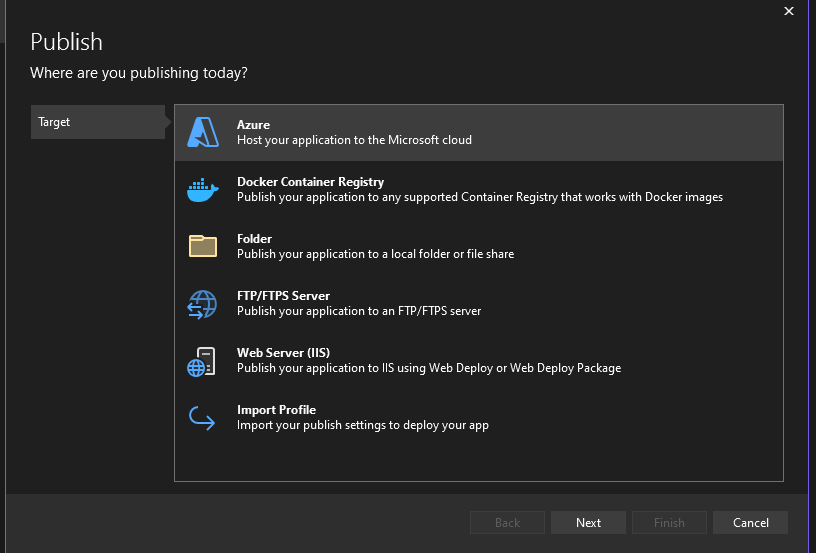 Publish
Where are you publishing today?
Target
Azure
Host your application to the Microsoft cloud
Docker Container Registry
Publish your application to any supported Container Registry that works with Docker images
Folder
Publish your application to a local folder or file share
FTP/FTPS Server
Publish your application to an FTP/FTPS server
Web Server (IIS)
Publish your application to IIS using Web Deploy or Web Deploy Package
Import Profile
Import your publish settings to deploy your app
Back Next Finish Cancel